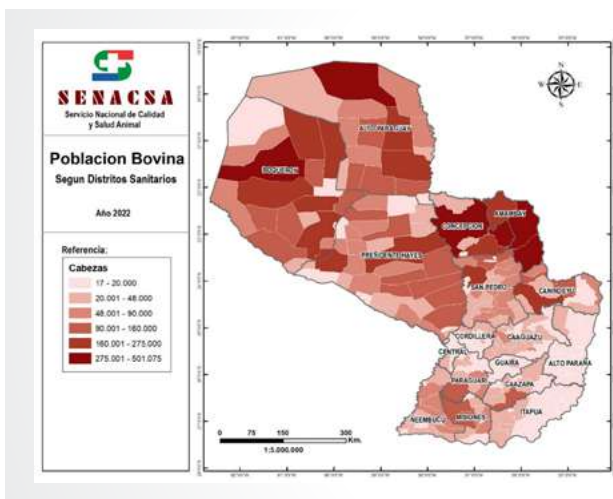 SENACSA
Servicio Nacional de Calidad
y Salud Animal
Poblacion Bovina
Segun Distritos Sanitarios
Año 2022
Referencia:
Cabezas
17 - 20.000
20.001 - 48.000
48.001 - 90.000
90.001 - 160.000
160.001 - 275.000
275.001 - 501.075
N
W E
S
ALTO PARAGUAY
BOQUERON
CONCEPCION
AMAMBAY
PRESIDENTE HAYES
SAN PEDRO
CANINDEYU
CORDILLERA
CAAGUAZU
CENTRAL
GUAIRA
ALTO PARANA
PARAGUARI
CAAZAPA
ÑEEMBUCU
MISIONES
ITAPUA
0 75 150 300
Km.
1:5.000.000